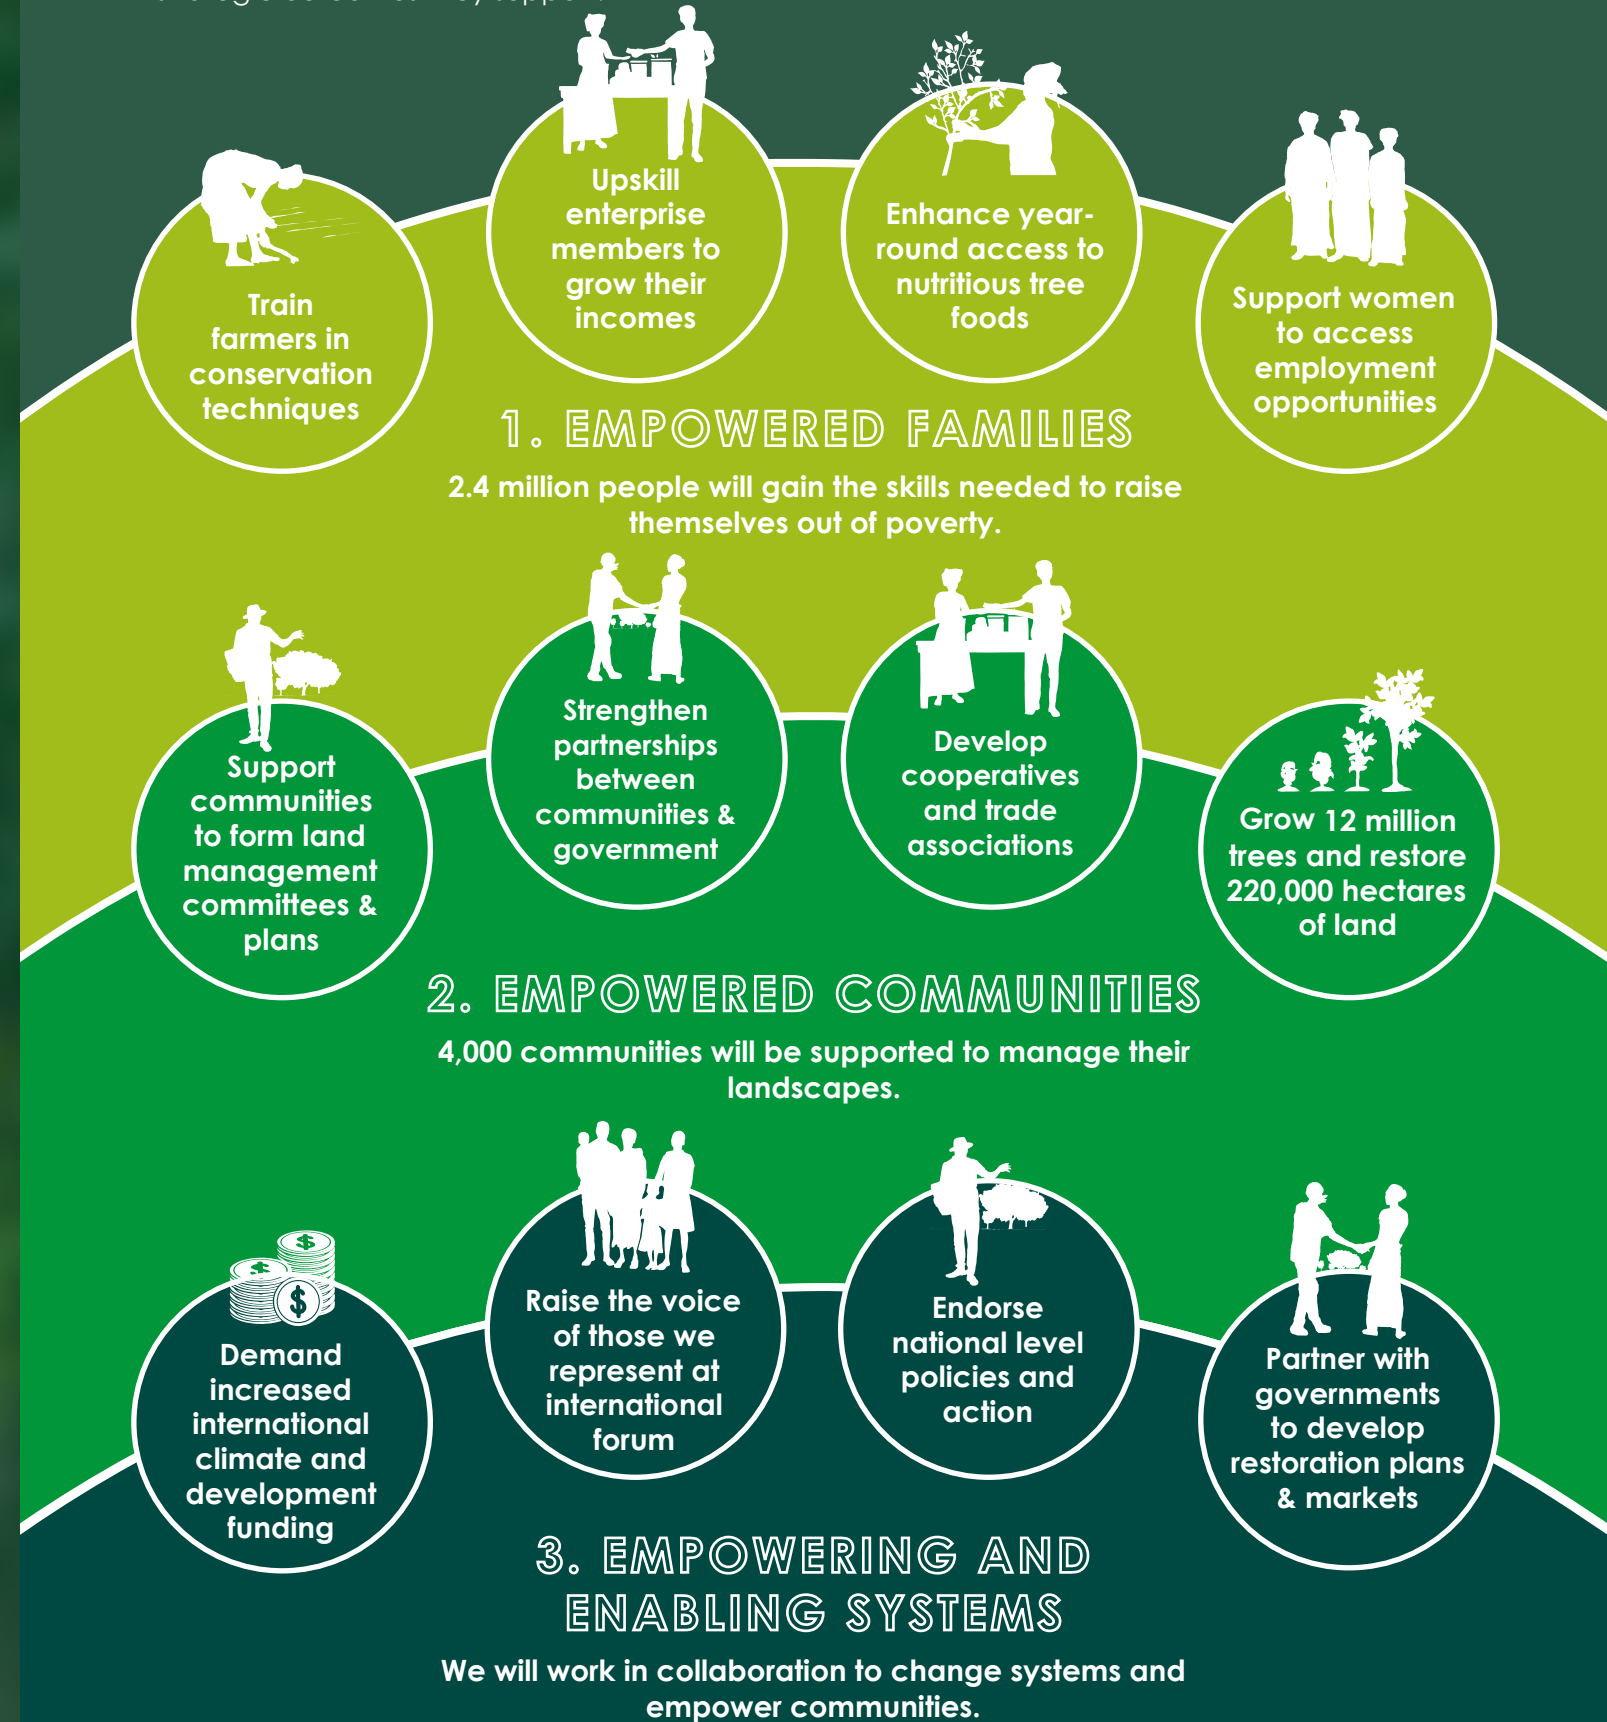 Train
farmers in
conservation
techniques
Upskill
enterprise
members to
grow their
incomes
Enhance year-
round access to
nutritious tree
foods
Support women
to access
employment
opportunities
1. EMPOWERED FAMILIES
2.4 million people will gain the skills needed to raise
themselves out of poverty.
Support
communities
to form land
management
committees &
plans
Strengthen
partnerships
between
communities &
government
Develop
cooperatives
and trade
associations
Grow 12 million
trees and restore
220,000 hectares
of land
2. EMPOWERED COMMUNITIES
4,000 communities will be supported to manage their
landscapes.
Demand
increased
international
climate and
development
funding
Raise the voice
of those we
represent at
international
forum
Endorse
national level
policies and
action
Partner with
governments
to develop
restoration plans
& markets
3. EMPOWERING AND
ENABLING SYSTEMS
We will work in collaboration to change systems and
empower communities.